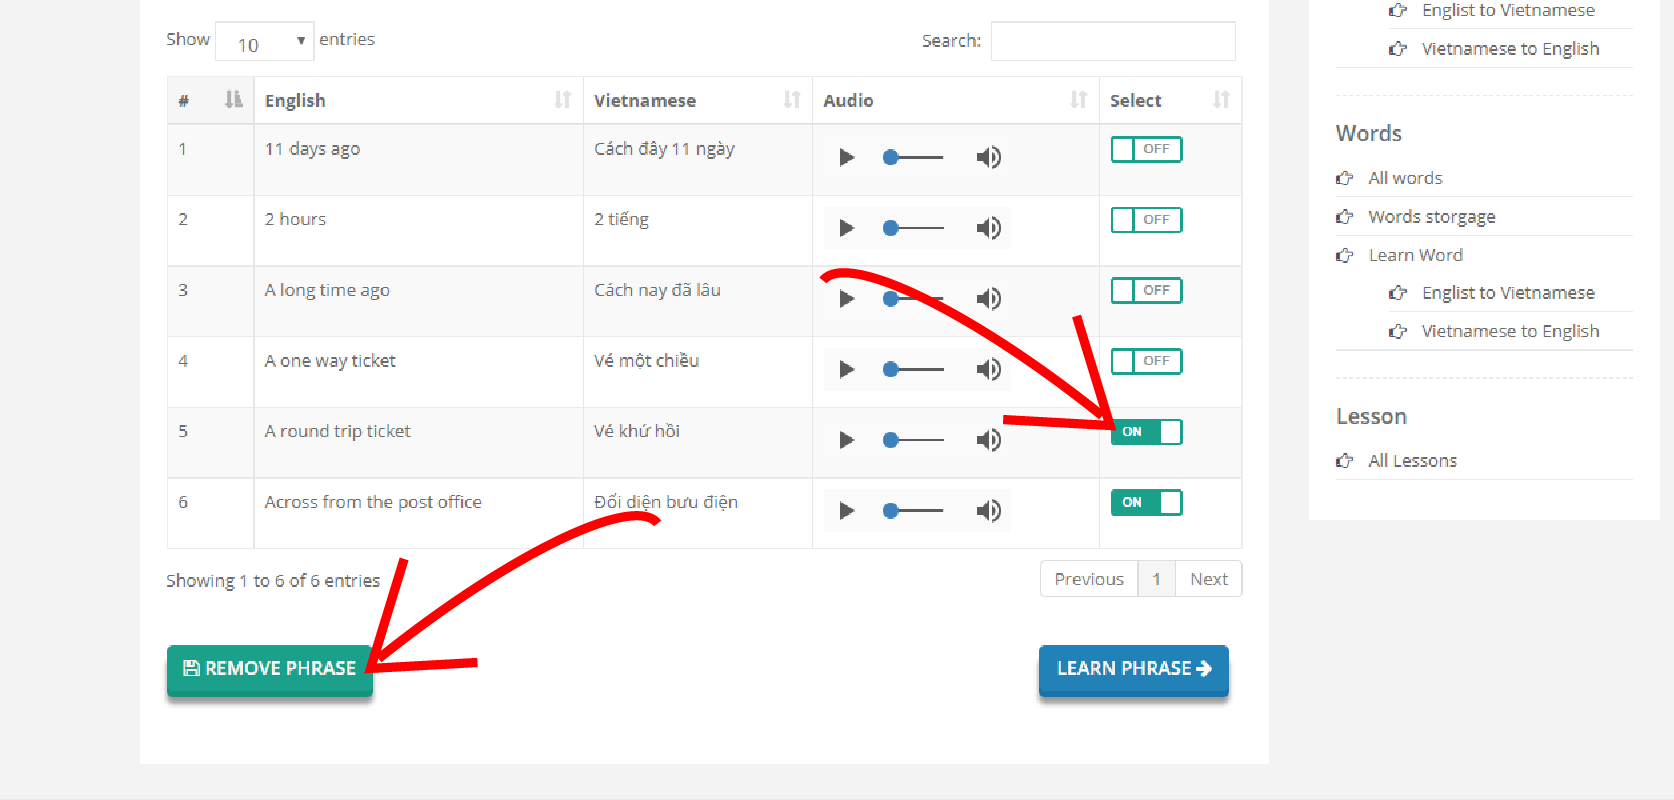 Show 10 entries Search:
# English Vietnamese Audio Select
1 11 days ago Cách đây 11 ngày OFF
2 2 hours 2 tiếng OFF
3 A long time ago Cách nay đã lâu OFF
4 A one way ticket Vé một chiều OFF
5 A round trip ticket Vé khứ hồi ON
6 Across from the post office Đối diện bưu điện ON
Showing 1 to 6 of 6 entries Previous 1 Next
REMOVE PHRASE LEARN PHRASE
Englist to Vietnamese
Vietnamese to English
Words
All words
Words storgage
Learn Word
Englist to Vietnamese
Vietnamese to English
Lesson
All Lessons